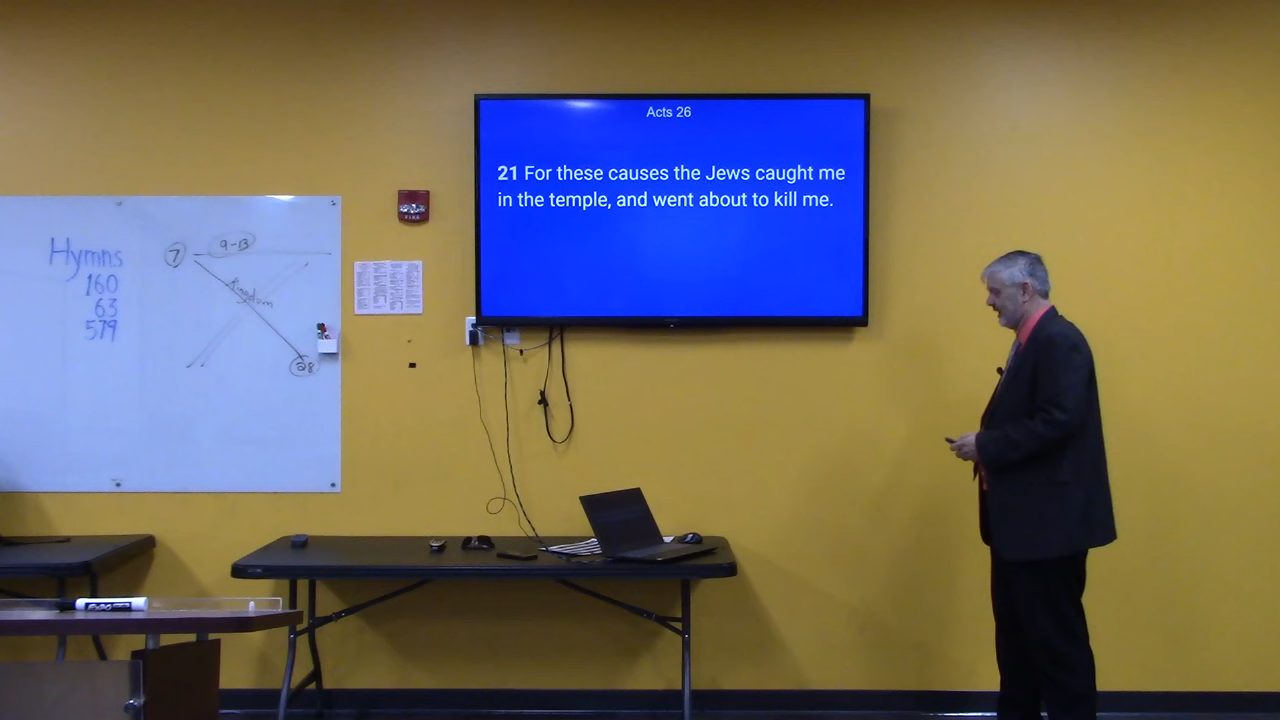 Acts 26
21 For these causes the Jews caught me
in the temple, and went about to kill me.
Hymns
160
63
579
7
9-13
Kingdom
28
FIRE
EXPO